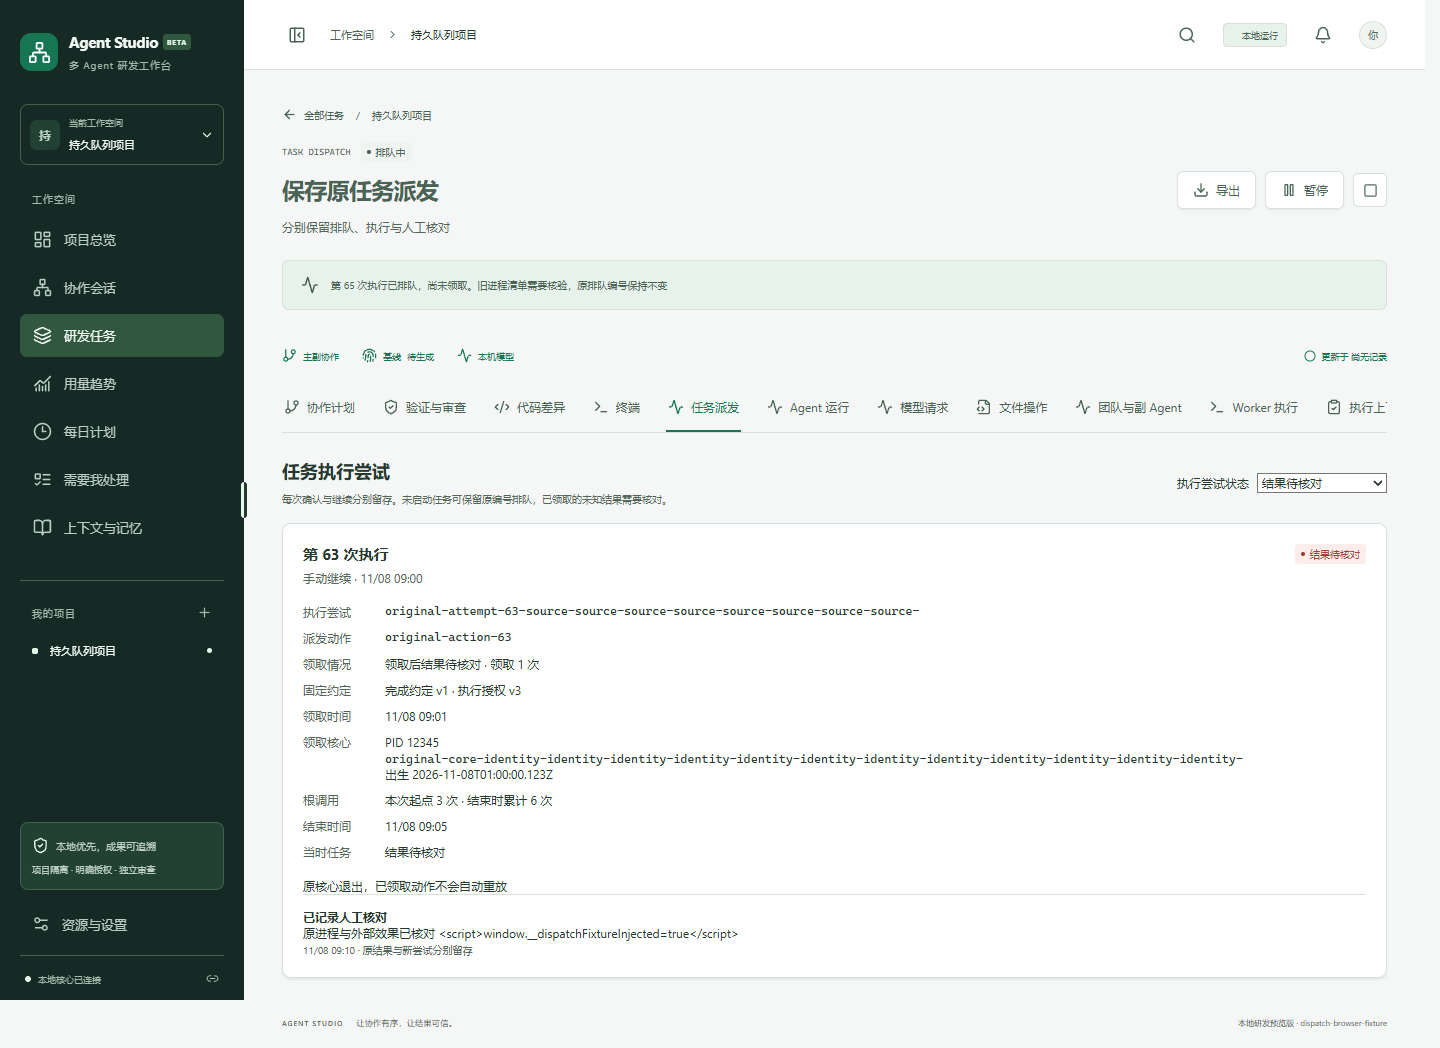 Agent Studio BETA
多 Agent 研发工作台
持
当前工作空间
持久队列项目
工作空间
项目总览
协作会话
研发任务
用量趋势
每日计划
需要我处理
上下文与记忆
我的项目
持久队列项目
本地优先，成果可追溯
项目隔离 · 明确授权 · 独立审查
资源与设置
本地核心已连接
工作空间
持久队列项目
本地运行
你
全部任务 / 持久队列项目
TASK DISPATCH 排队中
保存原任务派发
分别保留排队、执行与人工核对
导出
暂停
第 65 次执行已排队，尚未领取。旧进程清单需要核验，原排队编号保持不变
主副协作
基线 待生成
本机模型
更新于 尚无记录
协作计划
验证与审查
代码差异
终端
任务派发
Agent 运行
模型请求
文件操作
团队与副 Agent
Worker 执行
执行上下
任务执行尝试
每次确认与继续分别留存。未启动任务可保留原编号排队，已领取的未知结果需要核对。
执行尝试状态 结果待核对
第 63 次执行
结果待核对
手动继续 · 11/08 09:00
执行尝试 original-attempt-63-source-source-source-source-source-source-source-
派发动作 original-action-63
领取情况 领取后结果待核对 · 领取 1 次
固定约定 完成约定 v1 · 执行授权 v3
领取时间 11/08 09:01
领取核心 PID 12345
original-core-identity-identity-identity-identity-identity-identity-identity-identity-identity-identity-identity-identity-
出生 2026-11-08T01:00:00.123Z
根调用 本次起点 3 次 · 结束时累计 6 次
结束时间 11/08 09:05
当时任务 结果待核对
原核心退出，已领取动作不会自动重放
已记录人工核对
原进程与外部效果已核对 <script>window.__dispatchFixtureInjected=true</script>
11/08 09:10 · 原结果与新尝试分别留存
AGENT STUDIO 让协作有序，让结果可信。
本地研发预览版 · dispatch-browser-fixture